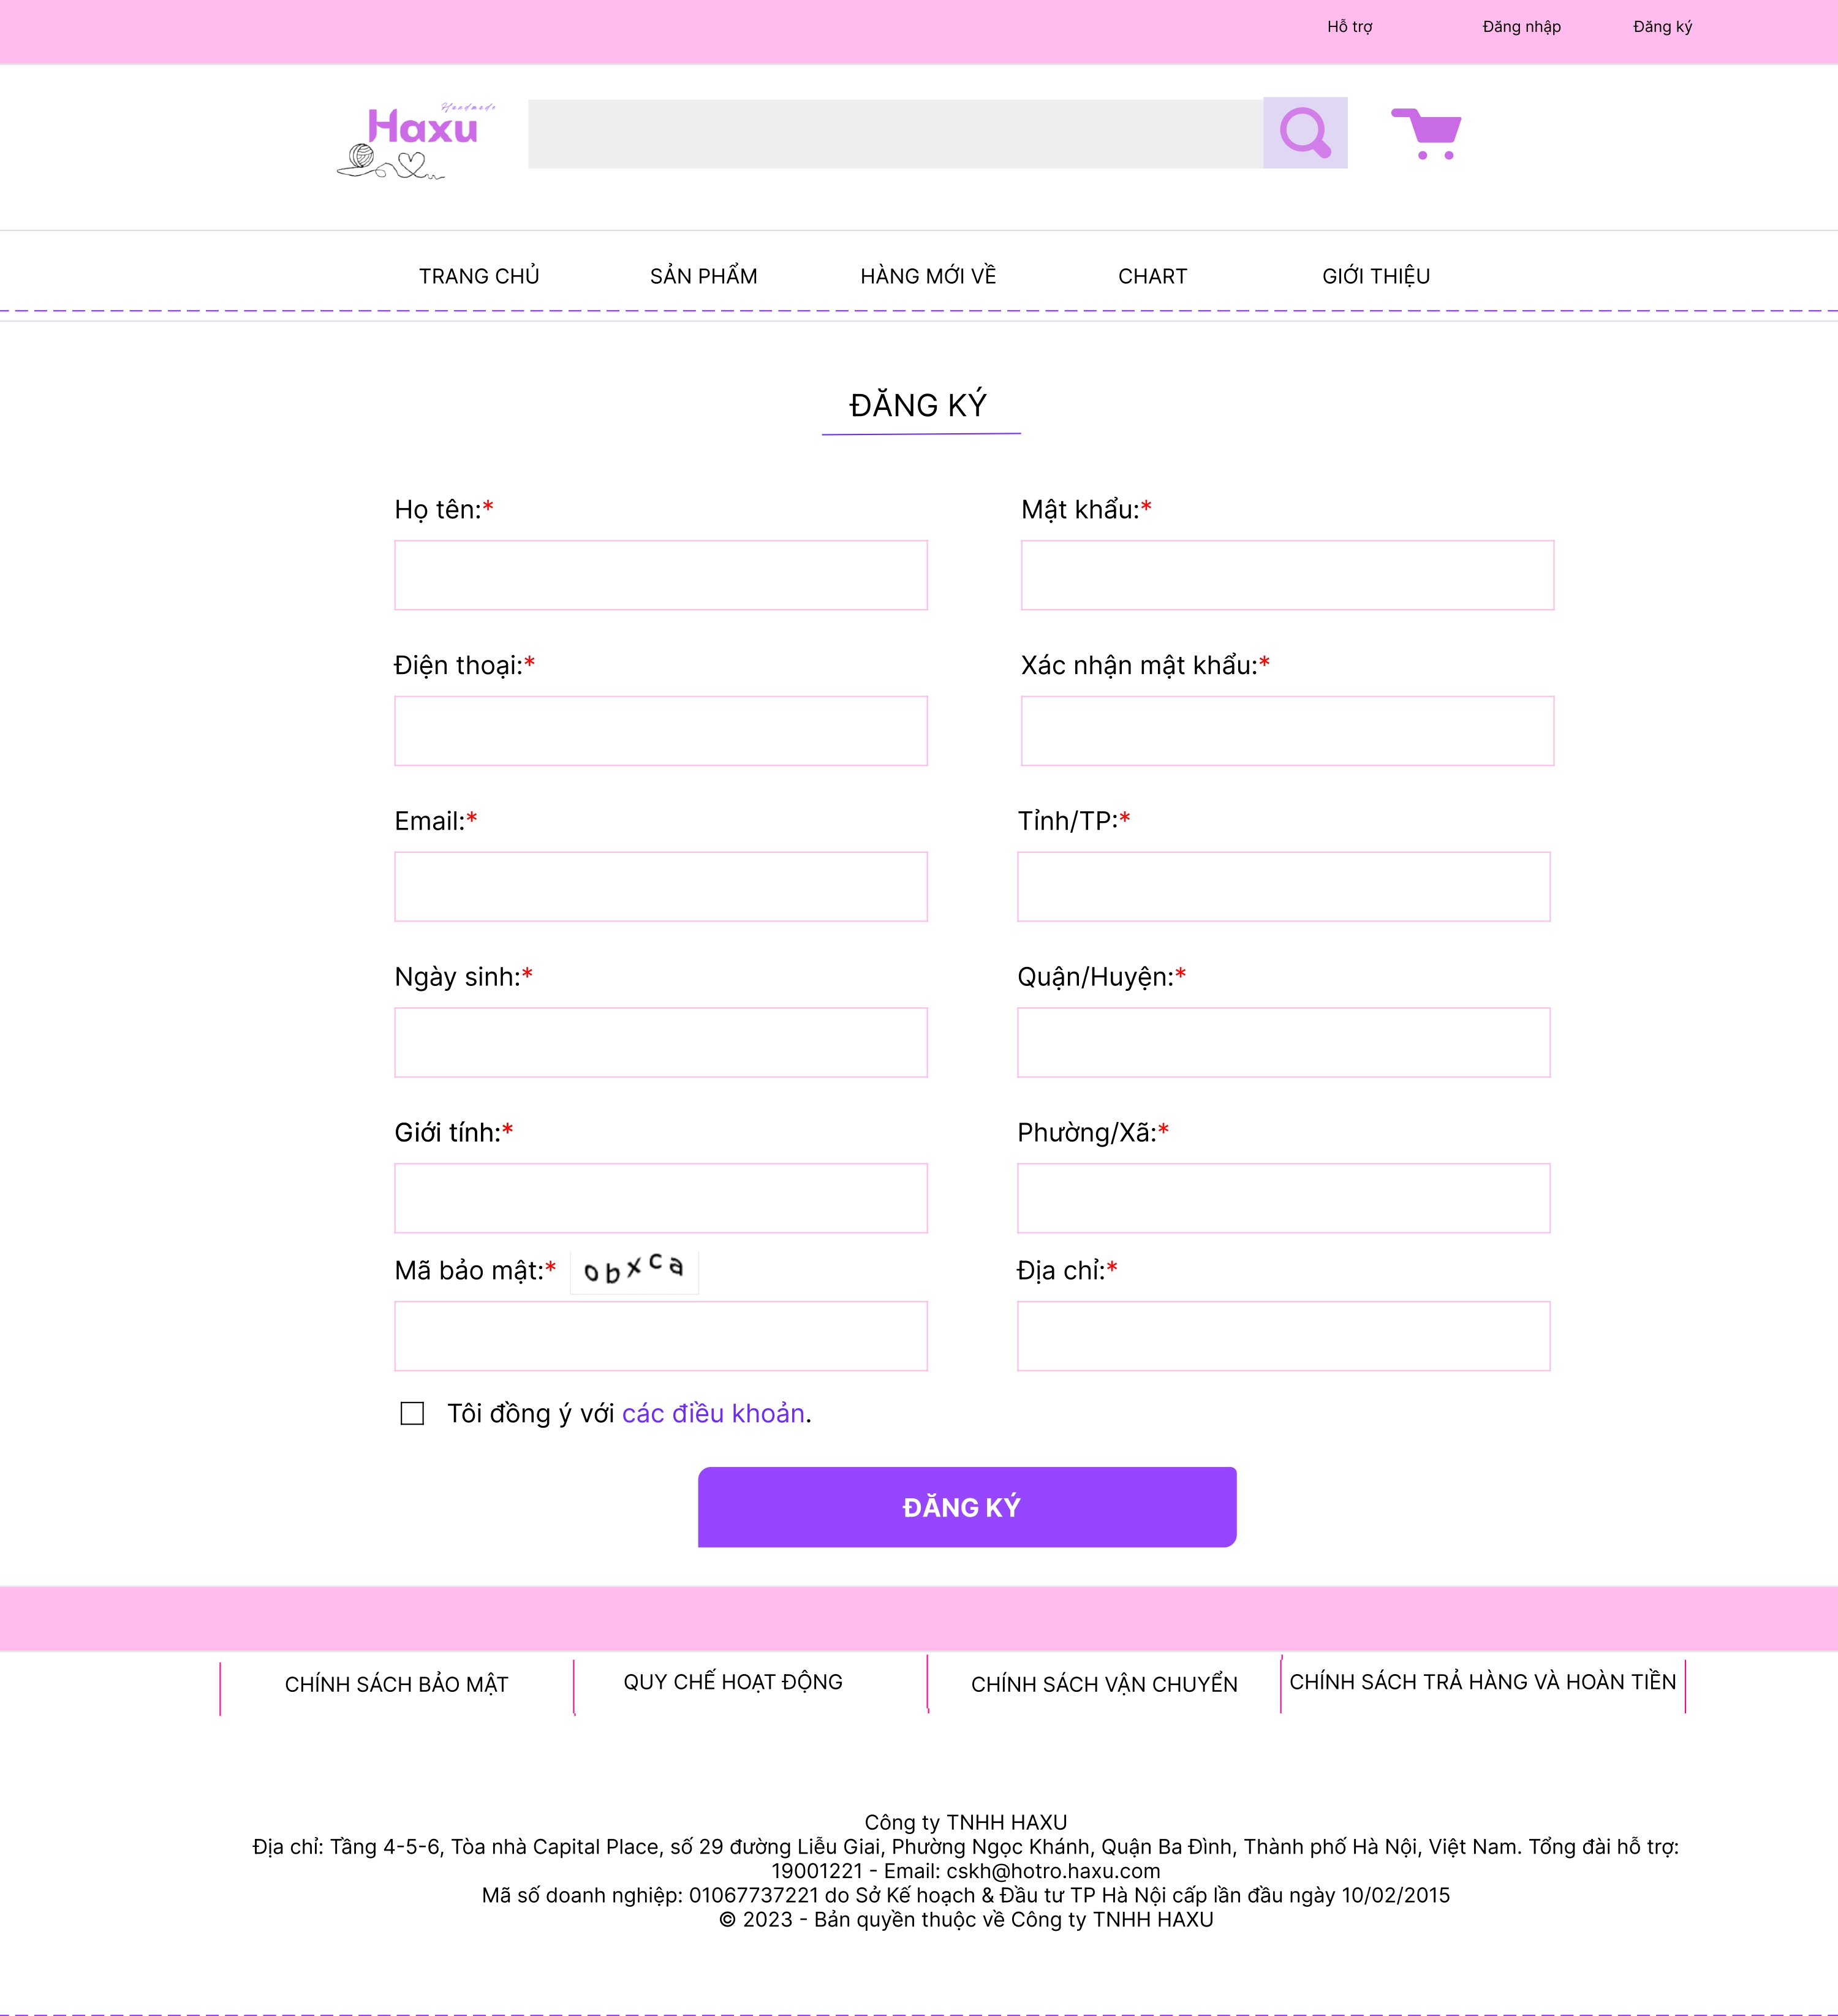 Hỗ trợ Đăng nhập Đăng ký
Handmade
Haxu
TRANG CHỦ SẢN PHẨM HÀNG MỚI VỀ CHART GIỚI THIỆU
ĐĂNG KÝ
Họ tên:* Mật khẩu:*
Điện thoại:* Xác nhận mật khẩu:*
Email:* Tỉnh/TP:*
Ngày sinh:* Quận/Huyện:*
Giới tính:* Phường/Xã:*
Mã bảo mật:* obxca Địa chỉ:*
Tôi đồng ý với các điều khoản.
ĐĂNG KÝ
CHÍNH SÁCH BẢO MẬT QUY CHẾ HOẠT ĐỘNG CHÍNH SÁCH VẬN CHUYỂN CHÍNH SÁCH TRẢ HÀNG VÀ HOÀN TIỀN
Công ty TNHH HAXU
Địa chỉ: Tầng 4-5-6, Tòa nhà Capital Place, số 29 đường Liễu Giai, Phường Ngọc Khánh, Quận Ba Đình, Thành phố Hà Nội, Việt Nam. Tổng đài hỗ trợ:
19001221 - Email: cskh@hotro.haxu.com
Mã số doanh nghiệp: 01067737221 do Sở Kế hoạch & Đầu tư TP Hà Nội cấp lần đầu ngày 10/02/2015
© 2023 - Bản quyền thuộc về Công ty TNHH HAXU